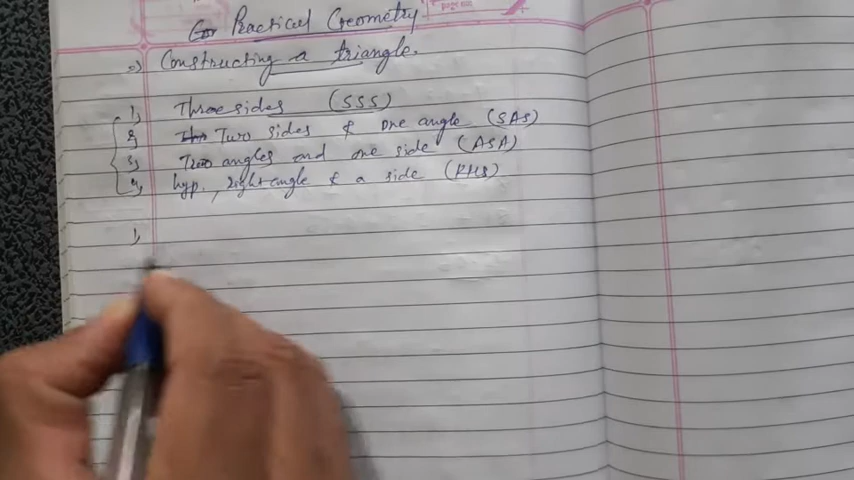 Practical Geometry
=> Constructing a triangle.
1, Three sides (SSS)
2, Two sides & one angle (SAS)
3, Two angles and one side (ASA)
4, hyp., right angle & a side (RHS)
1,